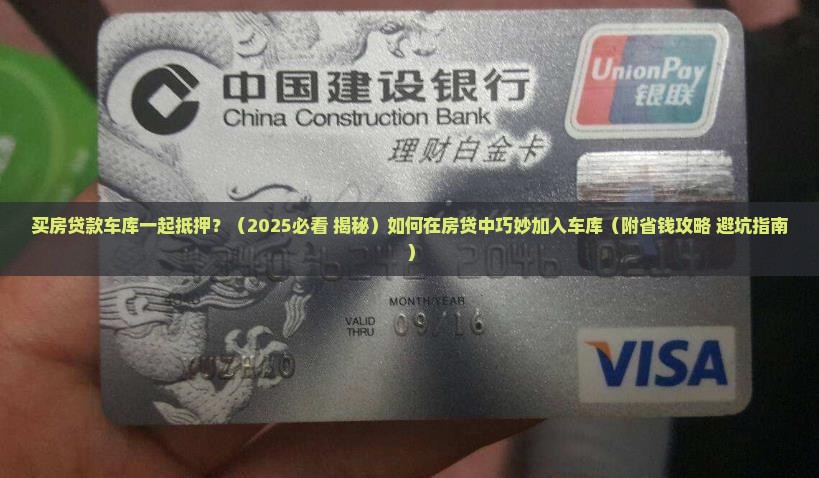 中国建设银行
China Construction Bank
UnionPay
银联
理财白金卡
买房贷款车库一起抵押？（2025必看 揭秘）如何在房贷中巧妙加入车库（附省钱攻略 避坑指南
）
MONTH/YEAR
VALID
THRU
09/16
VISA